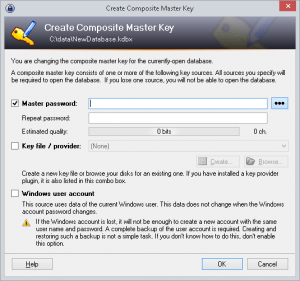 Create Composite Master Key
Create Composite Master Key
C:\data\NewDatabase.kdbx
You are changing the composite master key for the currently-open database.
A composite master key consists of one or more of the following key sources. All sources you specify will
be required to open the database. If you lose one source, you will not be able to open the database.
Master password:
Repeat password:
Estimated quality: 0 bits 0 ch.
Key file / provider: (None)
Create... Browse...
Create a new key file or browse your disks for an existing one. If you have installed a key provider
plugin, it is also listed in this combo box.
Windows user account
This source uses data of the current Windows user. This data does not change when the Windows
account password changes.
If the Windows account is lost, it will not be enough to create a new account with the same
user name and password. A complete backup of the user account is required. Creating and
restoring such a backup is not a simple task. If you don't know how to do this, don't enable
this option.
Help OK Cancel